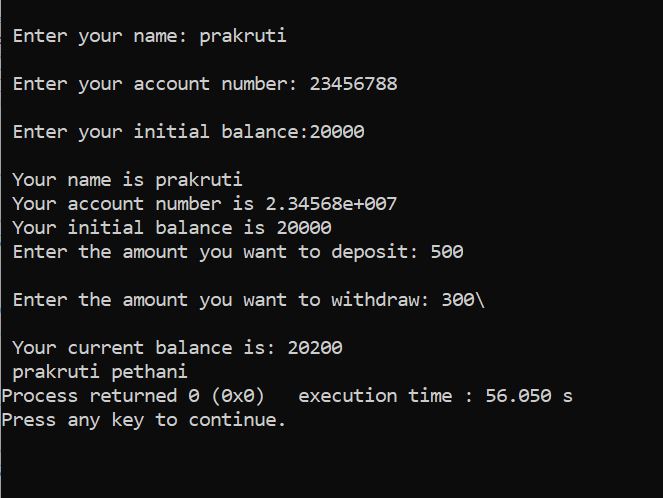 Enter your name: prakruti
Enter your account number: 23456788
Enter your initial balance:20000
Your name is prakruti
Your account number is 2.34568e+007
Your initial balance is 20000
Enter the amount you want to deposit: 500
Enter the amount you want to withdraw: 300\
Your current balance is: 20200
prakruti pethani
Process returned 0 (0x0)   execution time : 56.050 s
Press any key to continue.